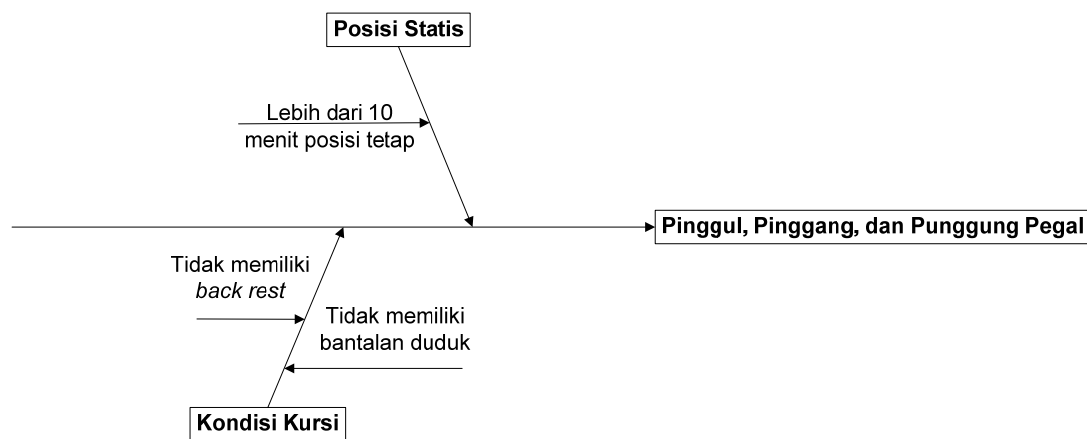 Posisi Statis
Lebih dari 10
menit posisi tetap
Pinggul, Pinggang, dan Punggung Pegal
Tidak memiliki
back rest
Tidak memiliki
bantalan duduk
Kondisi Kursi